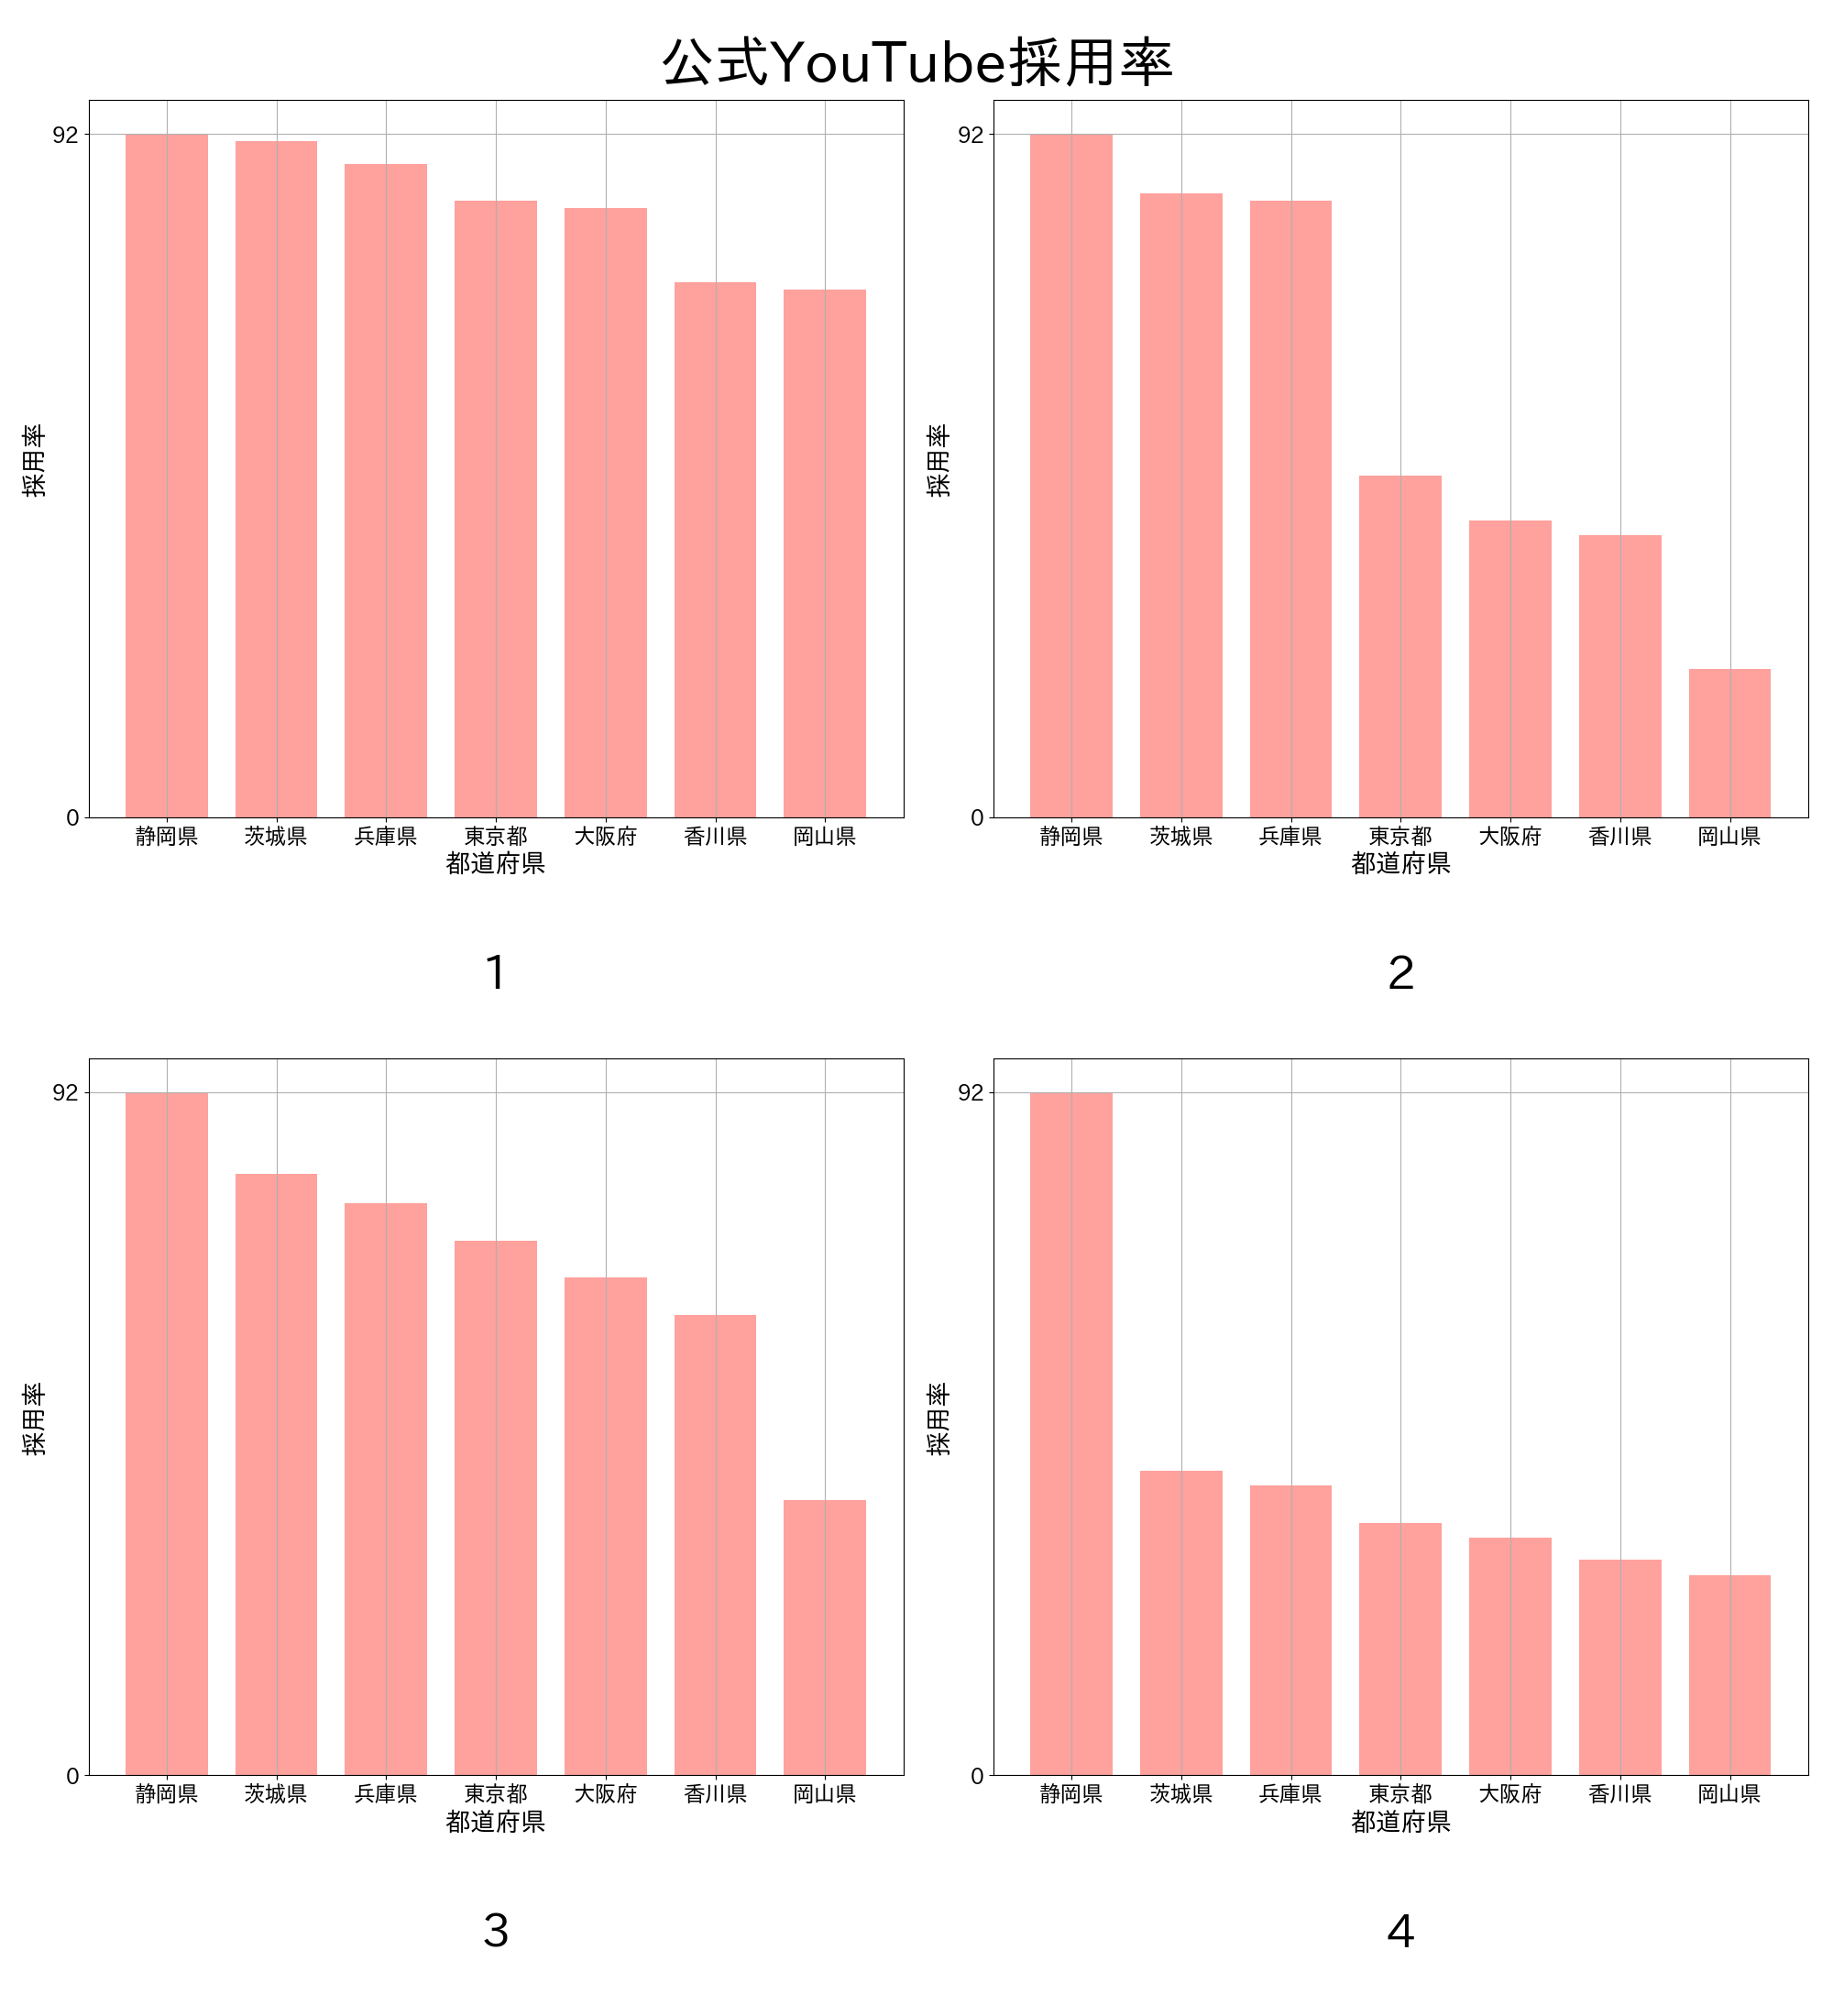 公式YouTube採用率
92
0
採用率
静岡県 茨城県 兵庫県 東京都 大阪府 香川県 岡山県
都道府県
1
92
0
採用率
静岡県 茨城県 兵庫県 東京都 大阪府 香川県 岡山県
都道府県
2
92
0
採用率
静岡県 茨城県 兵庫県 東京都 大阪府 香川県 岡山県
都道府県
3
92
0
採用率
静岡県 茨城県 兵庫県 東京都 大阪府 香川県 岡山県
都道府県
4